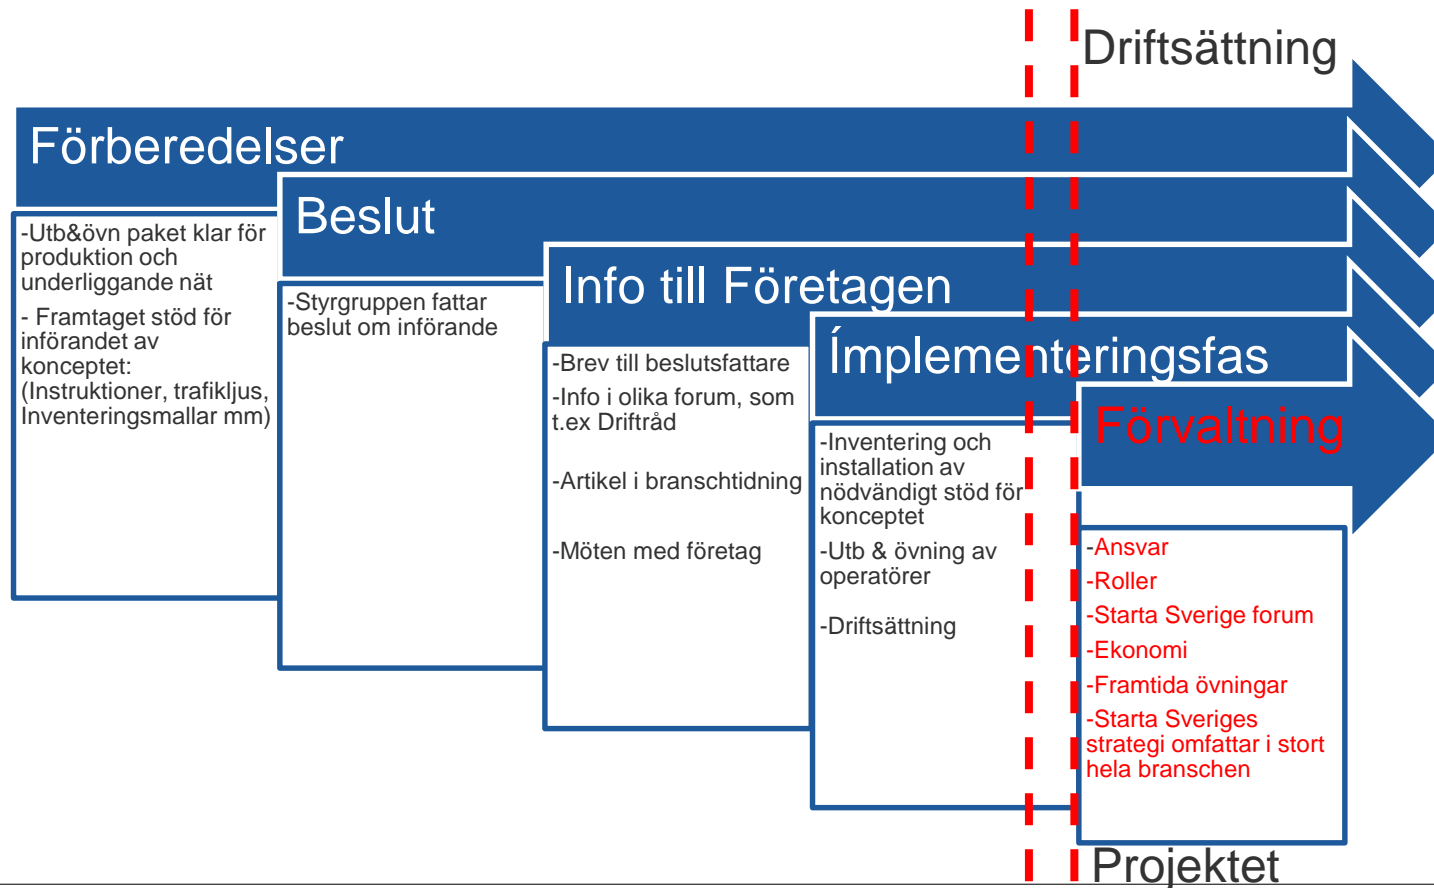 Driftsättning
Förberedelser
-Utb&övn paket klar för
produktion och
underliggande nät
- Framtaget stöd för
införandet av
konceptet:
(Instruktioner, trafikljus,
Inventeringsmallar mm)
Beslut
-Styrgruppen fattar
beslut om införande
Info till Företagen
-Brev till beslutsfattare
-Info i olika forum, som
t.ex Driftråd
-Artikel i branschtidning
-Möten med företag
Ímplementeringsfas
-Inventering och
installation av
nödvändigt stöd för
konceptet
-Utb & övning av
operatörer
-Driftsättning
Förvaltning
-Ansvar
-Roller
-Starta Sverige forum
-Ekonomi
-Framtida övningar
-Starta Sveriges
strategi omfattar i stort
hela branschen
Projektet